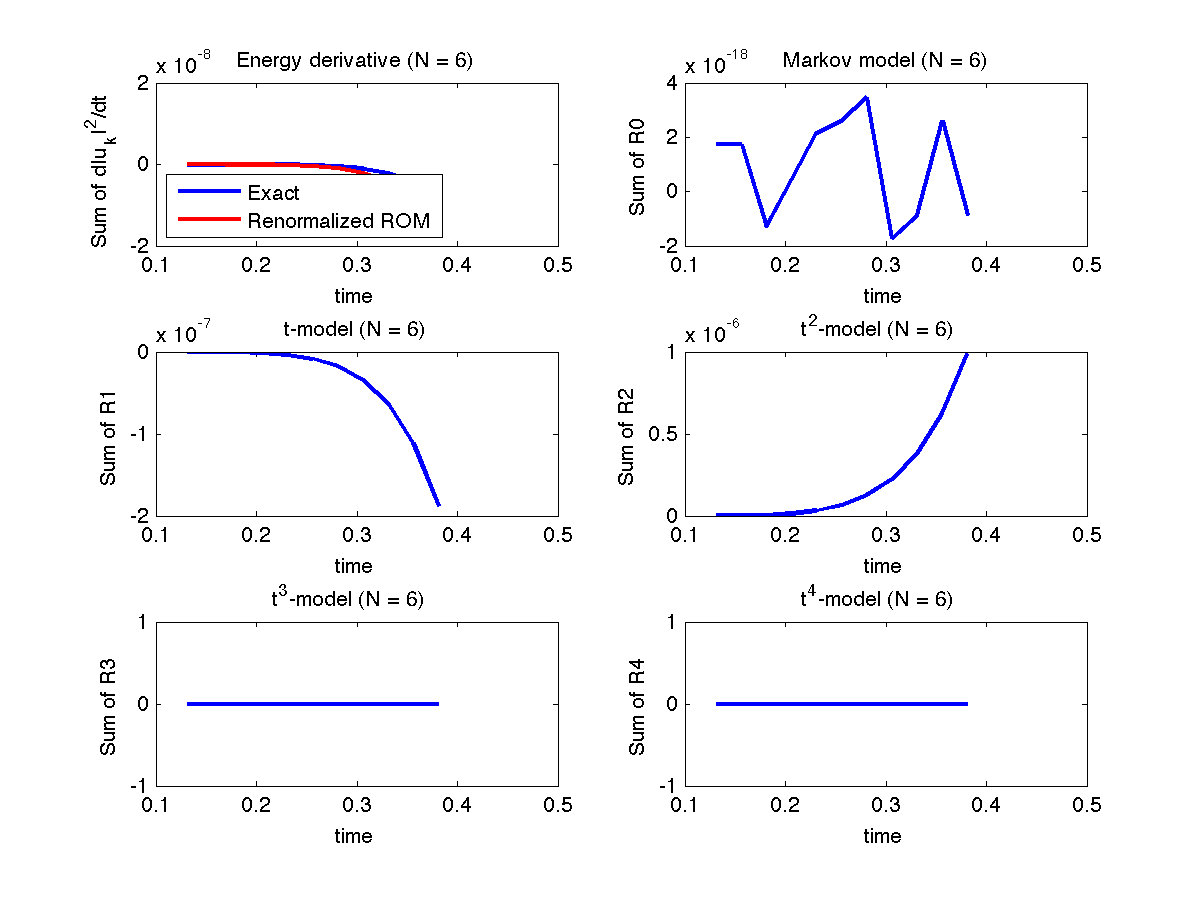 x 10^-8
Energy derivative (N = 6)
2
0
-2
Sum of d|u_k|^2/dt
Exact
Renormalized ROM
0.1 0.2 0.3 0.4 0.5
time
x 10^-18
Markov model (N = 6)
4
2
0
-2
Sum of R0
0.1 0.2 0.3 0.4 0.5
time
x 10^-7
t-model (N = 6)
0
-1
-2
Sum of R1
0.1 0.2 0.3 0.4 0.5
time
x 10^-6
t^2-model (N = 6)
1
0.5
0
Sum of R2
0.1 0.2 0.3 0.4 0.5
time
t^3-model (N = 6)
1
0
-1
Sum of R3
0.1 0.2 0.3 0.4 0.5
time
t^4-model (N = 6)
1
0
-1
Sum of R4
0.1 0.2 0.3 0.4 0.5
time